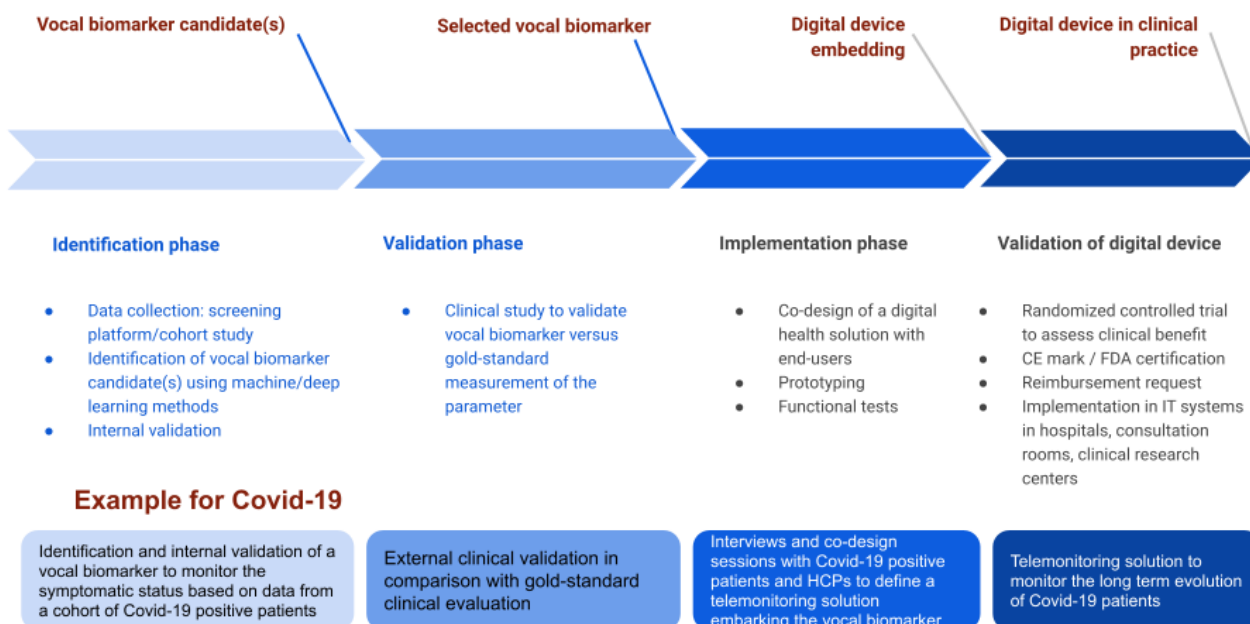 Vocal biomarker candidate(s)
Selected vocal biomarker
Digital device
embedding
Digital device in clinical
practice
Identification phase
● Data collection: screening
platform/cohort study
● Identification of vocal biomarker
candidate(s) using machine/deep
learning methods
● Internal validation
Validation phase
● Clinical study to validate
vocal biomarker versus
gold-standard
measurement of the
parameter
Implementation phase
● Co-design of a digital
health solution with
end-users
● Prototyping
● Functional tests
Validation of digital device
● Randomized controlled trial
to assess clinical benefit
● CE mark / FDA certification
● Reimbursement request
● Implementation in IT systems
in hospitals, consultation
rooms, clinical research
centers
Example for Covid-19
Identification and internal validation of a
vocal biomarker to monitor the
symptomatic status based on data from
a cohort of Covid-19 positive patients
External clinical validation in
comparison with gold-standard
clinical evaluation
Interviews and co-design
sessions with Covid-19 positive
patients and HCPs to define a
telemonitoring solution
embarking the vocal biomarker
Telemonitoring solution to
monitor the long term evolution
of Covid-19 patients